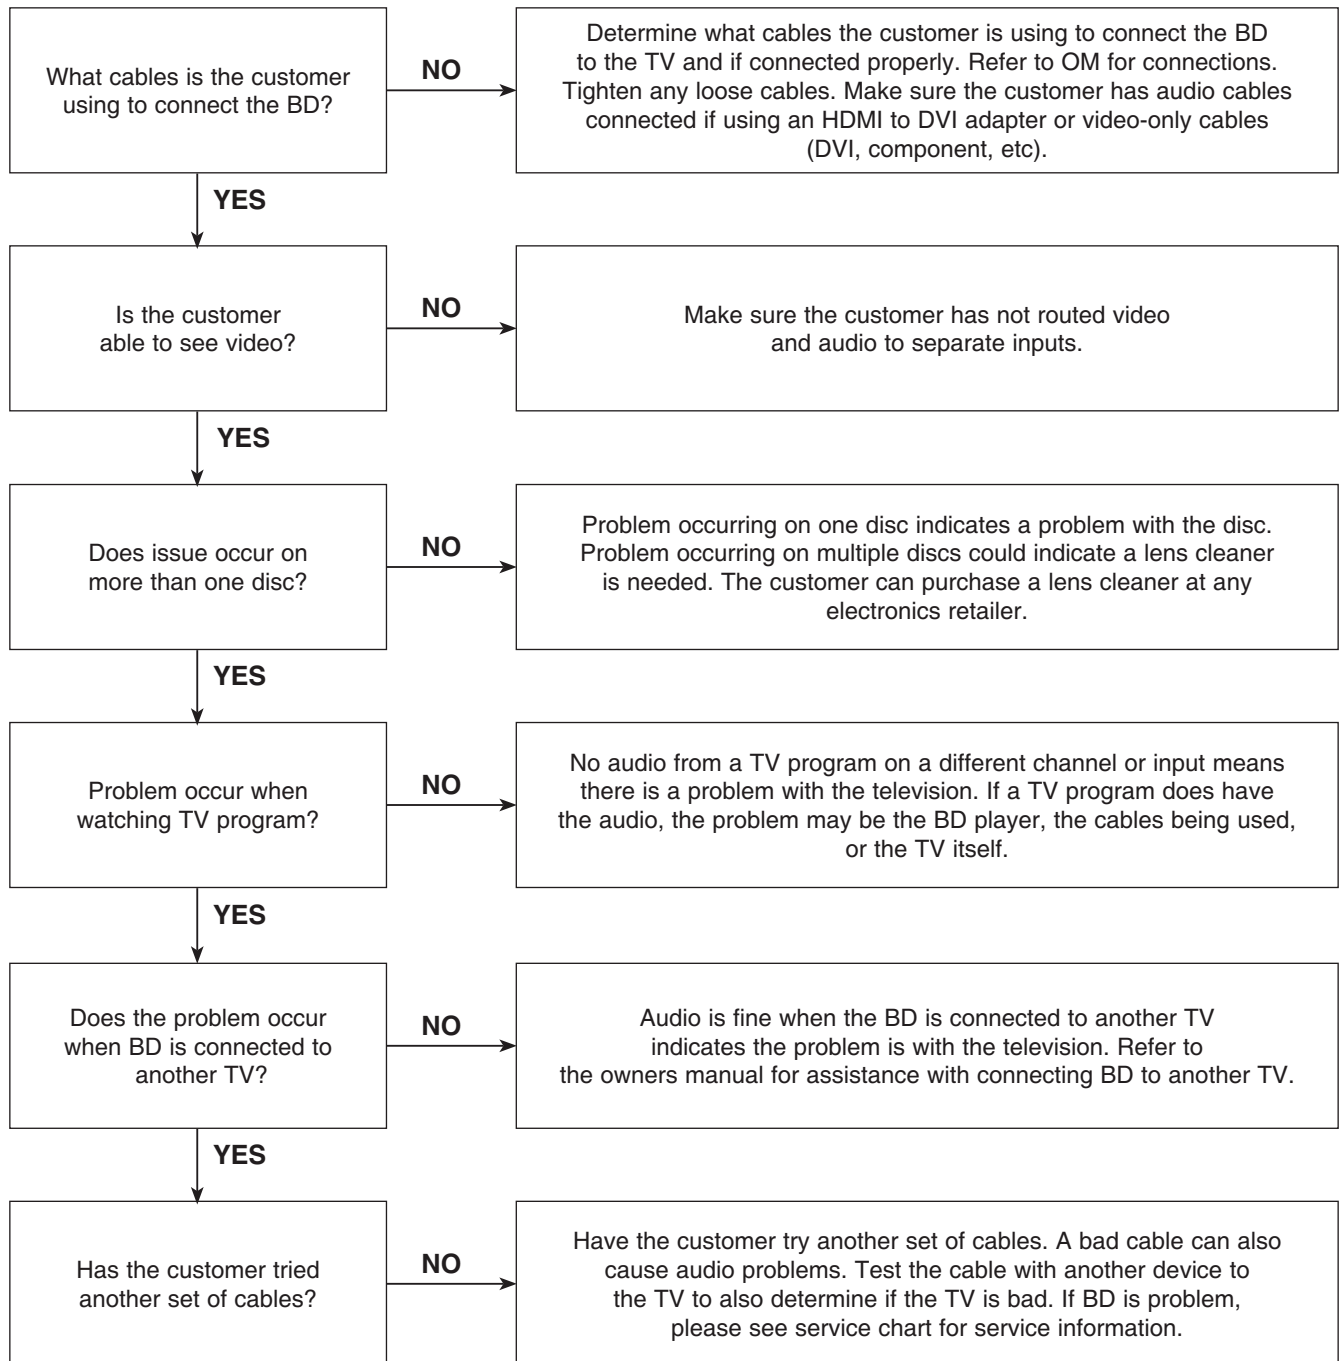 What cables is the customer
using to connect the BD?
NO
Determine what cables the customer is using to connect the BD
to the TV and if connected properly. Refer to OM for connections.
Tighten any loose cables. Make sure the customer has audio cables
connected if using an HDMI to DVI adapter or video-only cables
(DVI, component, etc).
YES
Is the customer
able to see video?
NO
Make sure the customer has not routed video
and audio to separate inputs.
YES
Does issue occur on
more than one disc?
NO
Problem occurring on one disc indicates a problem with the disc.
Problem occurring on multiple discs could indicate a lens cleaner
is needed. The customer can purchase a lens cleaner at any
electronics retailer.
YES
Problem occur when
watching TV program?
NO
No audio from a TV program on a different channel or input means
there is a problem with the television. If a TV program does have
the audio, the problem may be the BD player, the cables being used,
or the TV itself.
YES
Does the problem occur
when BD is connected to
another TV?
NO
Audio is fine when the BD is connected to another TV
indicates the problem is with the television. Refer to
the owners manual for assistance with connecting BD to another TV.
YES
Has the customer tried
another set of cables?
NO
Have the customer try another set of cables. A bad cable can also
cause audio problems. Test the cable with another device to
the TV to also determine if the TV is bad. If BD is problem,
please see service chart for service information.